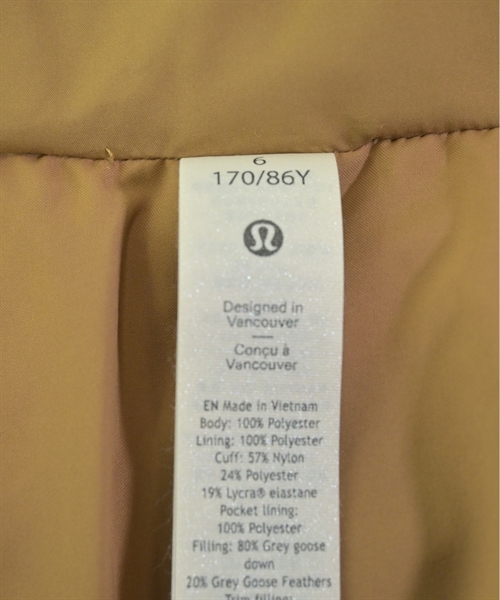 6
170/86Y
Designed in
Vancouver
Conçu à
Vancouver
EN Made in Vietnam
Body: 100% Polyester
Lining: 100% Polyester
Cuff: 57% Nylon
24% Polyester
19% Lycra® elastane
Pocket lining:
100% Polyester
Filling: 80% Grey goose
down
20% Grey Goose Feathers
Trim filling: